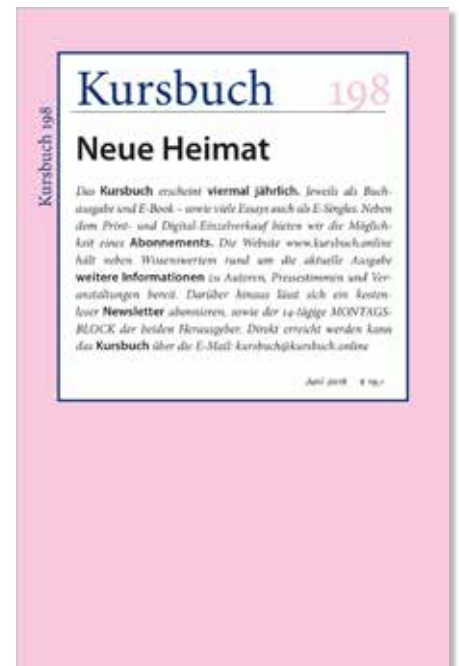 Kursbuch 198
Kursbuch 198
Neue Heimat
Das Kursbuch erscheint viermal jährlich. Jeweils als Buch-
ausgabe und E-Book – sowie viele Essays auch als E-Singles. Neben
dem Print- und Digital-Einzelverkauf bieten wir die Möglich-
keit eines Abonnements. Die Website www.kursbuch.online
hält neben Wissenswertem rund um die aktuelle Ausgabe
weitere Informationen zu Autoren, Pressestimmen und Ver-
anstaltungen bereit. Darüber hinaus lässt sich ein kosten-
loser Newsletter abonnieren, sowie der 14-tägige MONTAGS-
BLOCK der beiden Herausgeber. Direkt erreicht werden kann
das Kursbuch über die E-Mail: kursbuch@kursbuch.online
Juni 2018 € 19,–